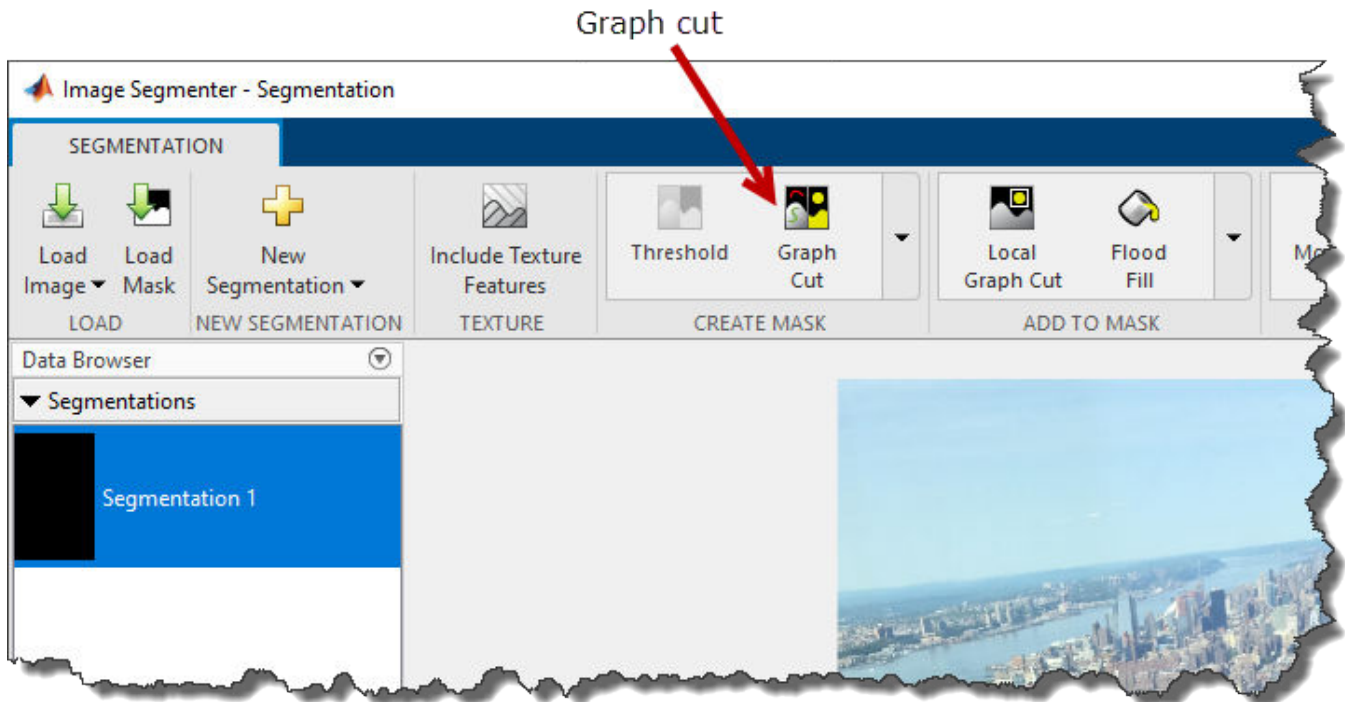 Graph cut
Image Segmenter - Segmentation
SEGMENTATION
Load Image
Load Mask
New Segmentation
Include Texture Features
Threshold
Graph Cut
Local Graph Cut
Flood Fill
LOAD
NEW SEGMENTATION
TEXTURE
CREATE MASK
ADD TO MASK
Data Browser
Segmentations
Segmentation 1